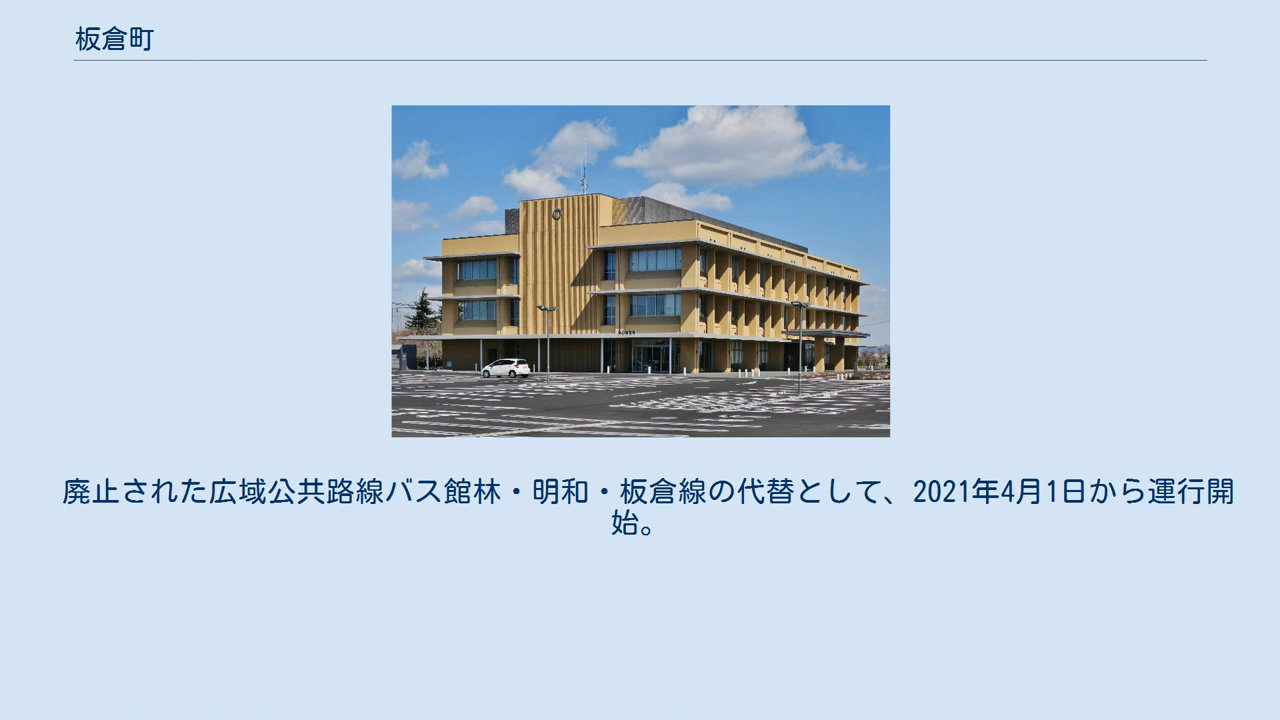 板倉町
廃止された広域公共路線バス館林・明和・板倉線の代替として、2021年4月1日から運行開
始。